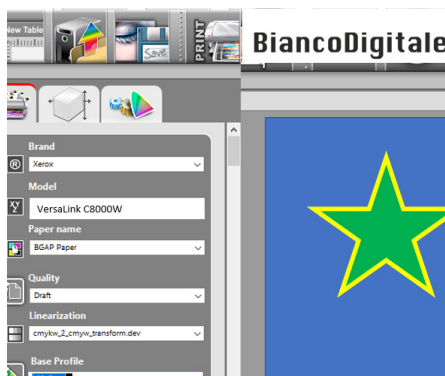 New Table
Save
PRINT
BiancoDigitale
Brand
Xerox
Model
VersaLink C8000W
Paper name
BGAP Paper
Quality
Draft
Linearization
cmykw_2_cmyw_transform.dev
Base Profile